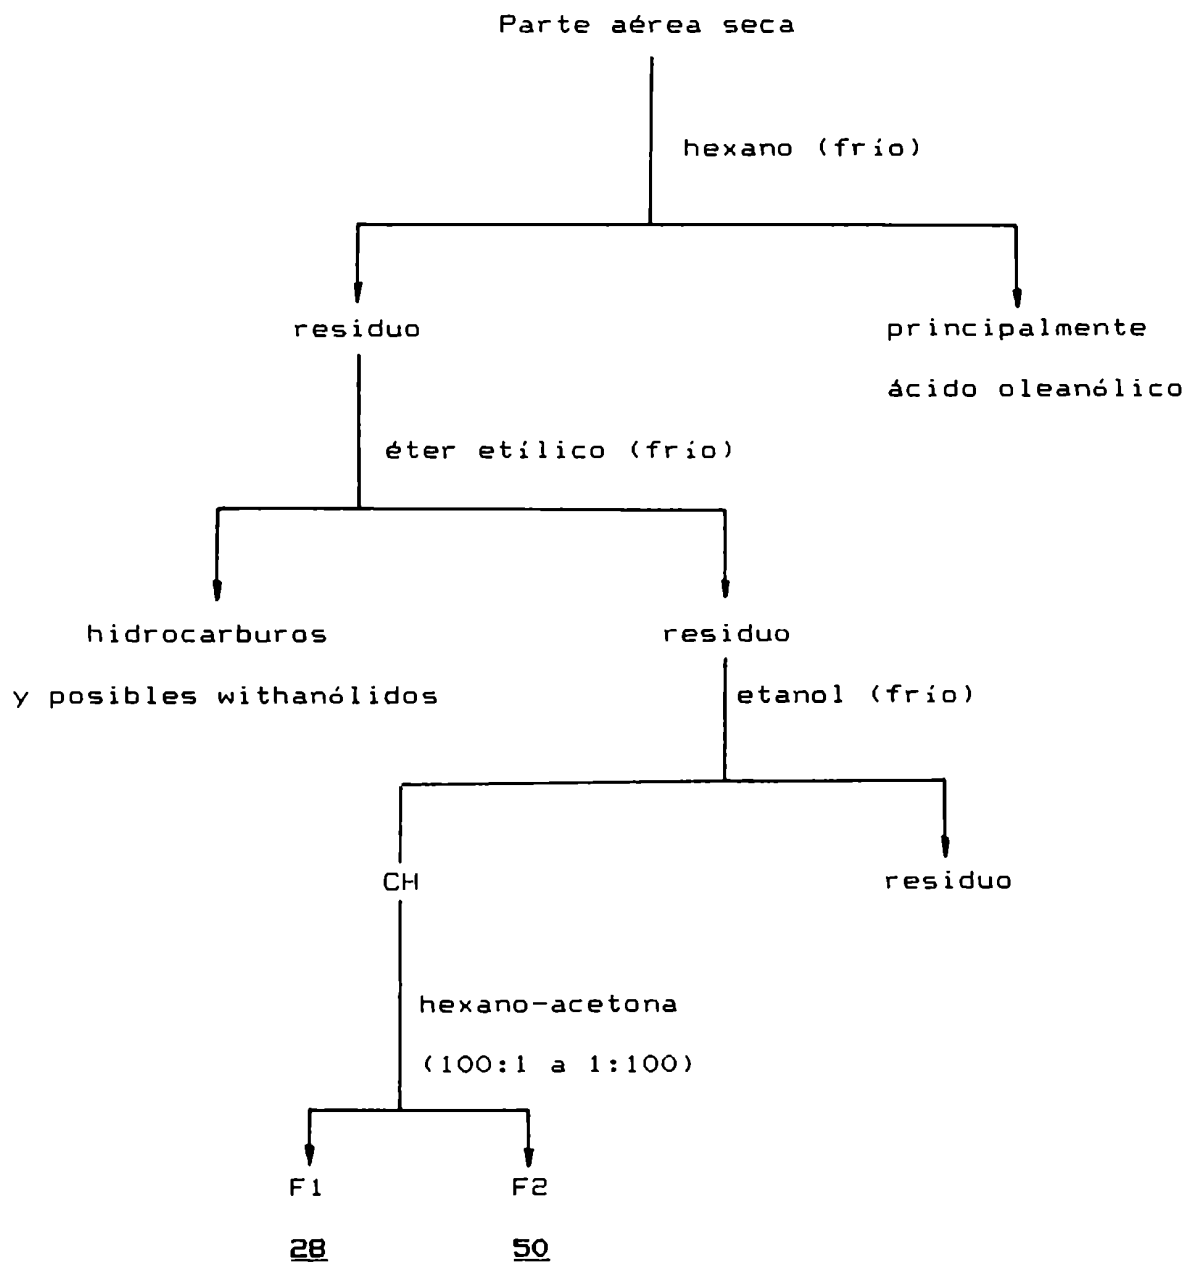 Parte aérea seca
hexano (frío)
residuo
principalmente
ácido oleanólico
éter etílico (frío)
hidrocarburos
y posibles withanólidos
residuo
etanol (frío)
CH
residuo
hexano-acetona
(100:1 a 1:100)
F1
F2
28
50